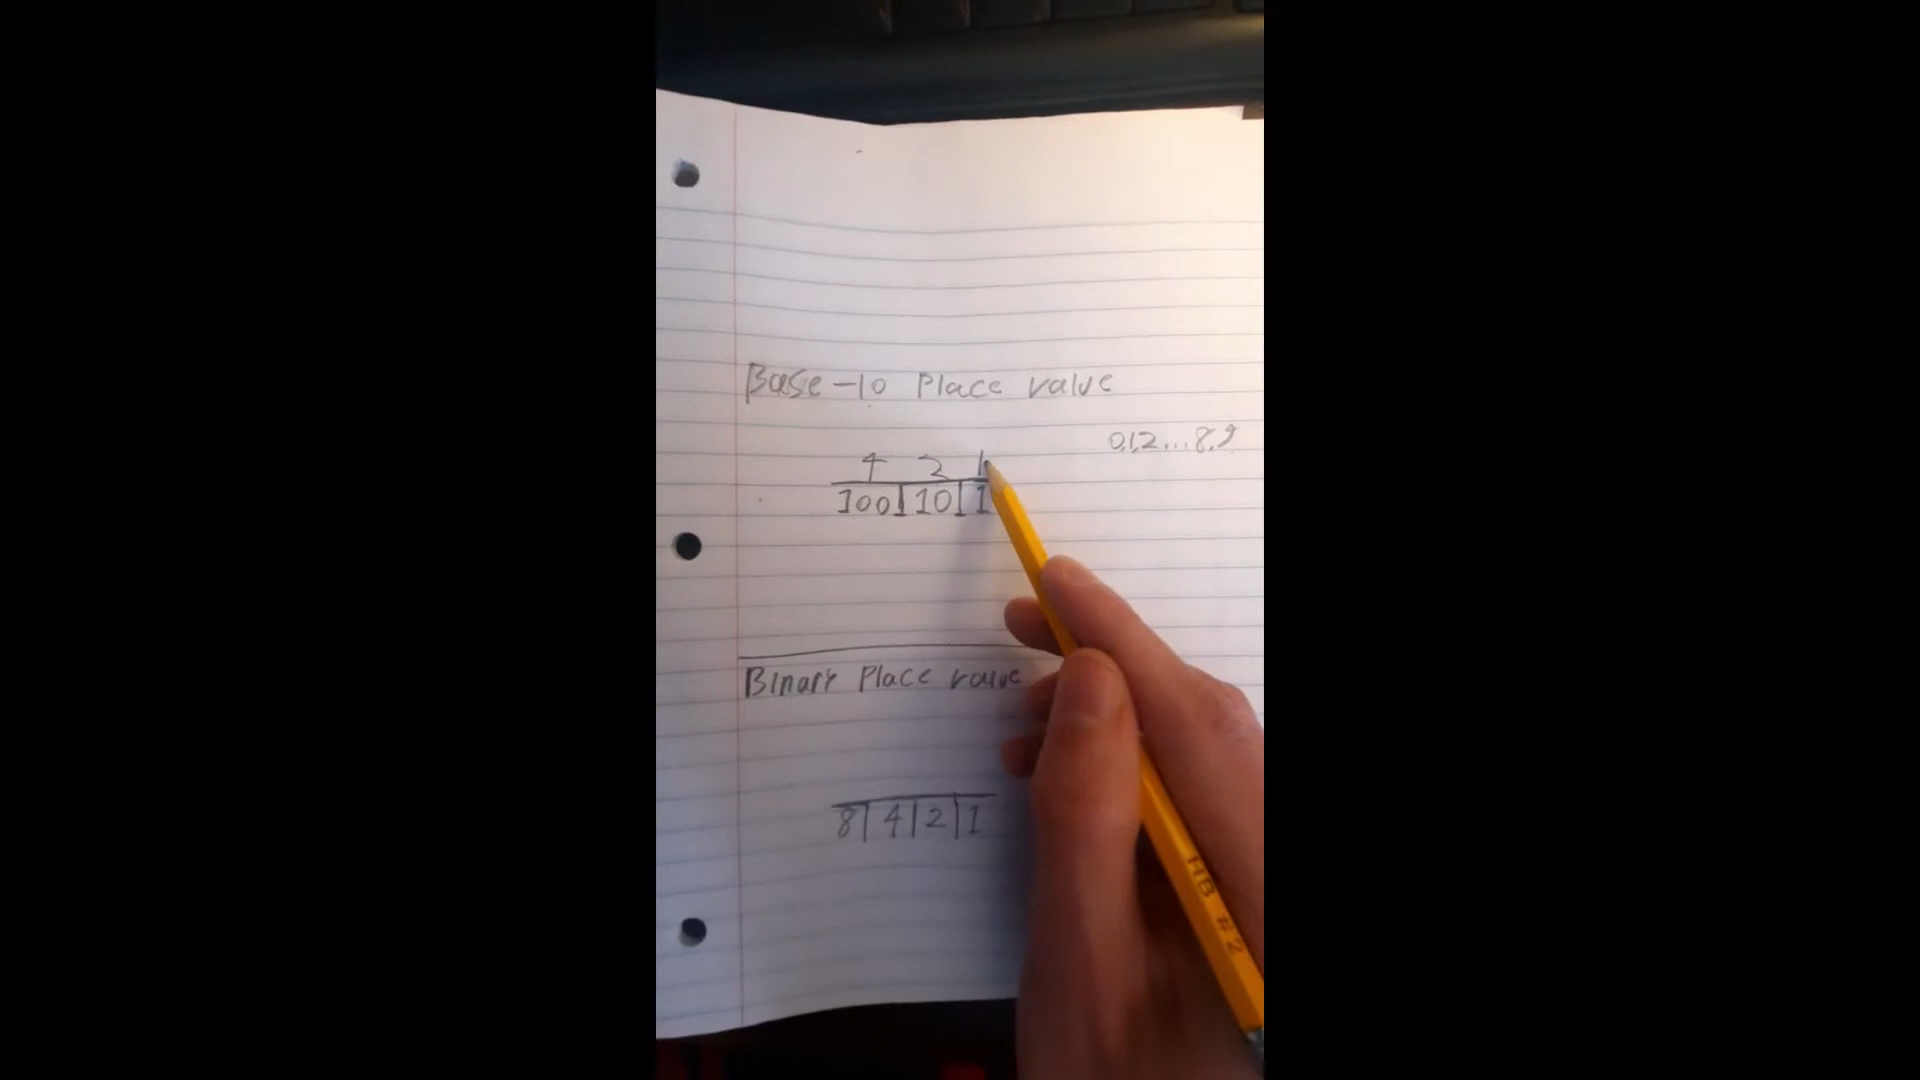 Base-10 Place value
0,1,2...8,9
4 2 1
100|10|1
Binary Place value
8|4|2|1
HB #2